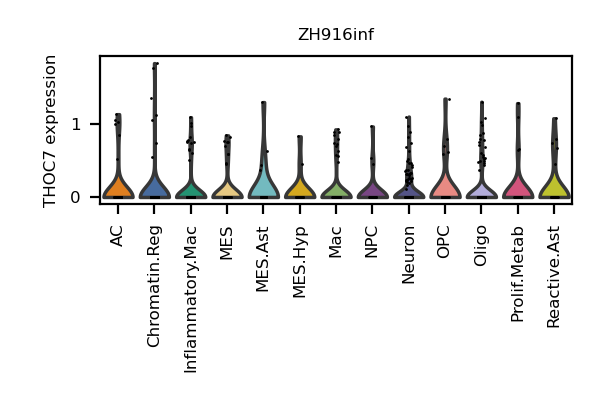 ZH916inf
THOC7 expression
1
0
AC
Chromatin.Reg
Inflammatory.Mac
MES
MES.Ast
MES.Hyp
Mac
NPC
Neuron
OPC
Oligo
Prolif.Metab
Reactive.Ast